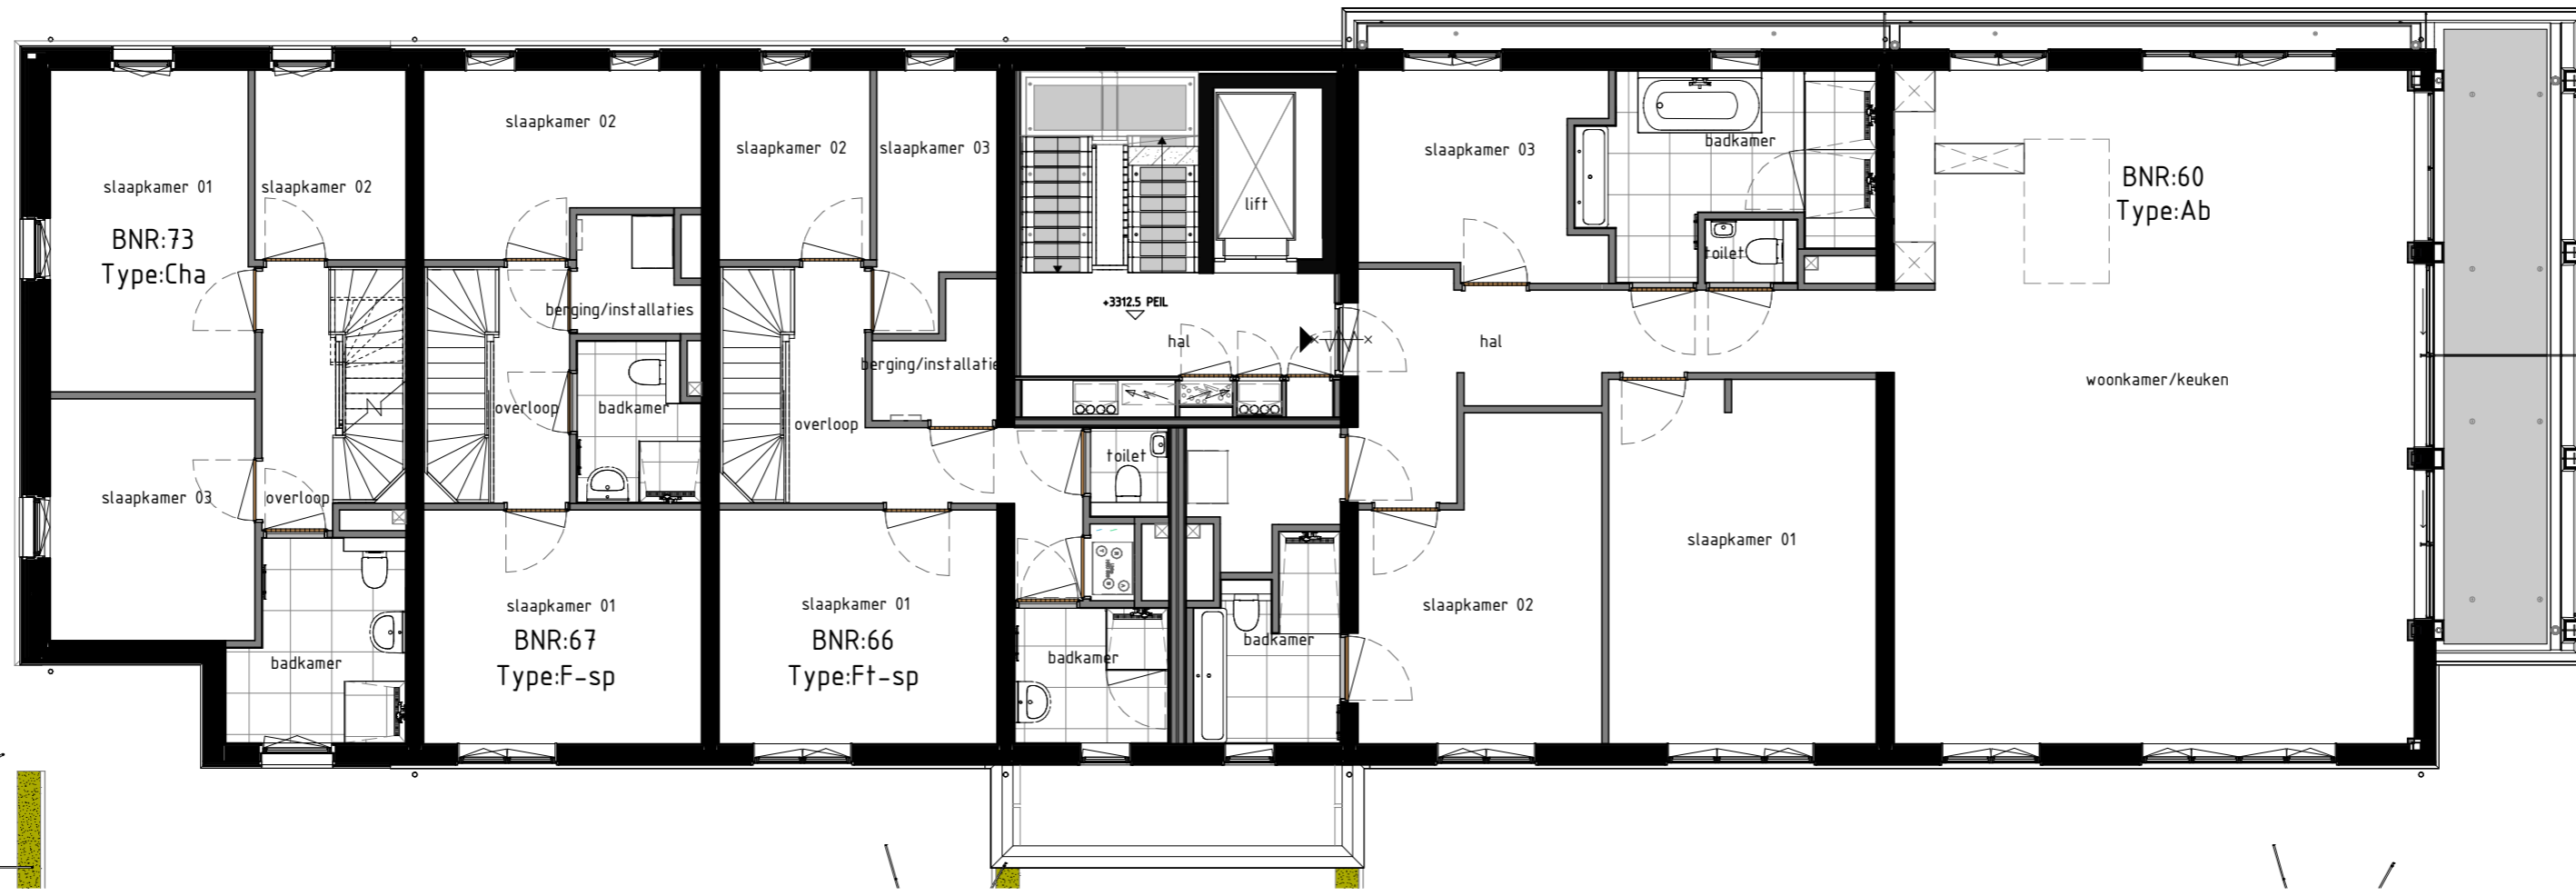 slaapkamer 01
BNR:73
Type:Cha
slaapkamer 02
slaapkamer 03
overloop
badkamer
slaapkamer 02
berging/installaties
overloop
badkamer
slaapkamer 01
BNR:67
Type:F-sp
slaapkamer 02
slaapkamer 03
berging/installatie
overloop
slaapkamer 01
BNR:66
Type:Ft-sp
toilet
badkamer
lift
+3312.5 PEIL
hal
badkamer
slaapkamer 03
badkamer
toilet
hal
slaapkamer 02
slaapkamer 01
BNR:60
Type:Ab
woonkamer/keuken